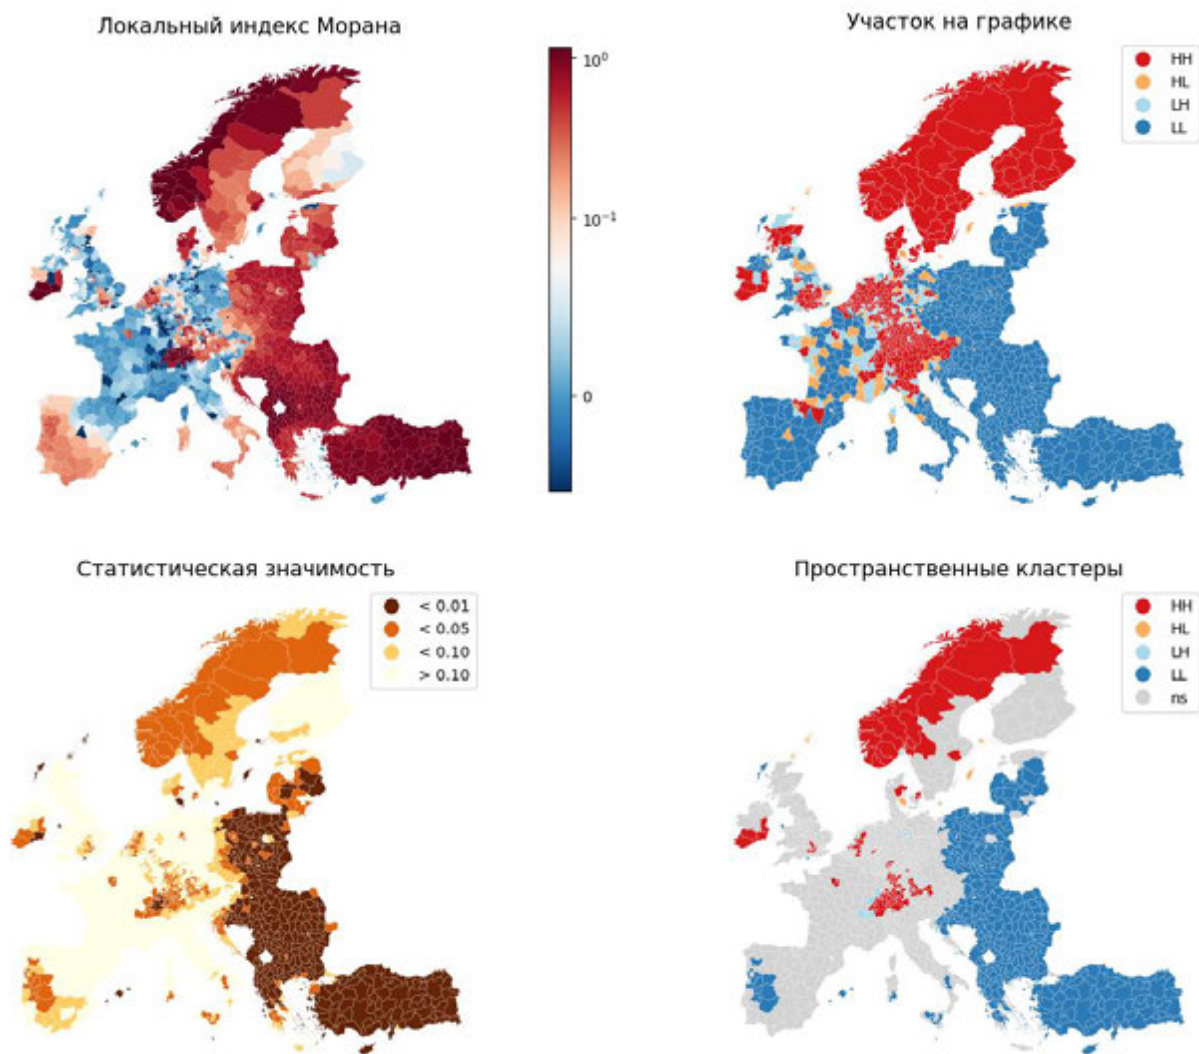 Локальный индекс Морана
10⁰
10⁻¹
0
Участок на графике
HH
HL
LH
LL
Статистическая значимость
< 0.01
< 0.05
< 0.10
> 0.10
Пространственные кластеры
HH
HL
LH
LL
ns